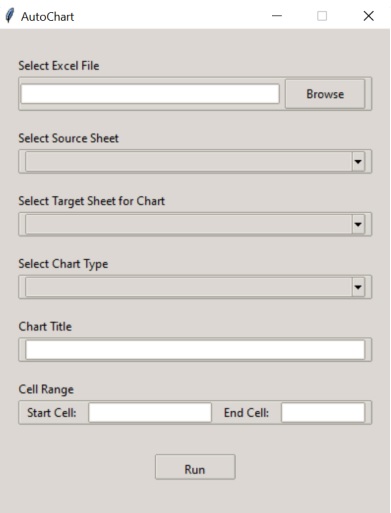 AutoChart
Select Excel File
Browse
Select Source Sheet
Select Target Sheet for Chart
Select Chart Type
Chart Title
Cell Range
Start Cell: End Cell:
Run